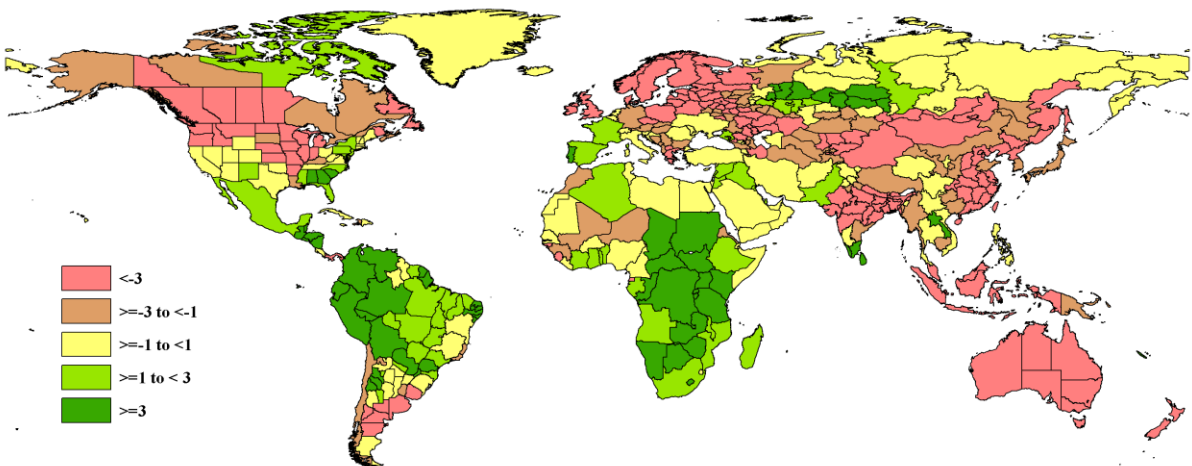 <-3
>=-3 to <-1
>=-1 to <1
>=1 to < 3
>=3